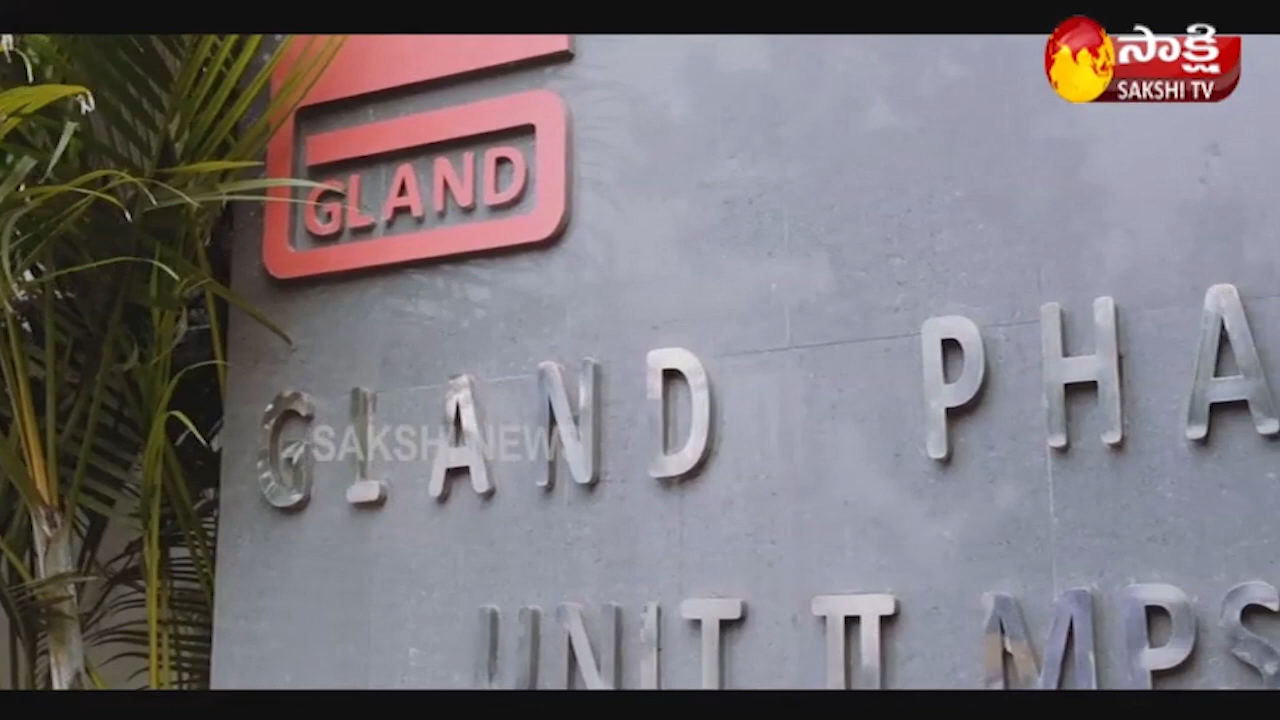 సాక్షి
SAKSHI TV
GLAND
GLAND PHA
SAKSHI NEWS
UNIT II MPS